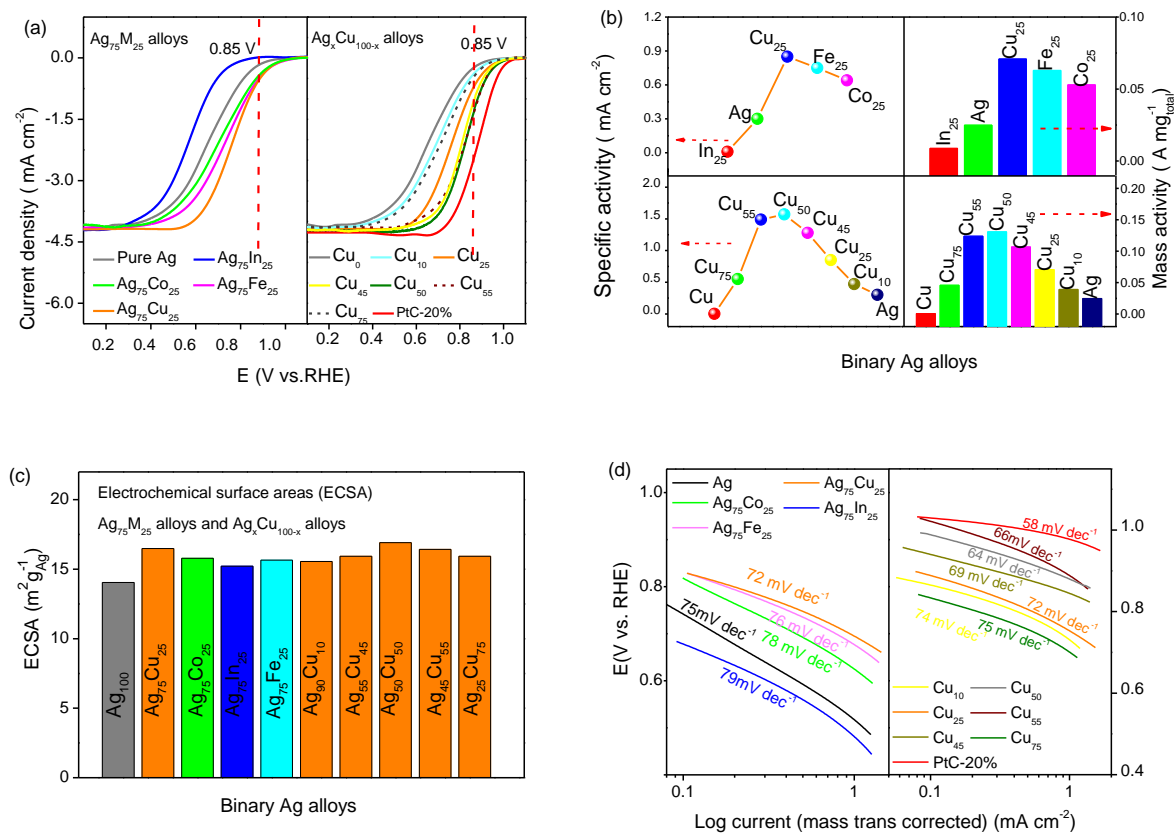 (a)
Ag75M25 alloys
0.85 V
AgxCu100-x alloys
0.85 V
0.0
-1.5
-3.0
-4.5
-6.0
Current density ( mA cm-2)
Pure Ag
Ag75In25
Ag75Co25
Ag75Fe25
Ag75Cu25
Cu0
Cu10
Cu25
Cu45
Cu50
Cu55
Cu75
PtC-20%
0.2 0.4 0.6 0.8 1.0
0.2 0.4 0.6 0.8 1.0
E (V vs.RHE)
(b)
1.2
0.9
0.6
0.3
0.0
In25
Ag
Cu25
Fe25
Co25
In25
Ag
Cu25
Fe25
Co25
0.10
0.05
0.00
2.0
1.5
1.0
0.5
0.0
Cu
Cu75
Cu55
Cu50
Cu45
Cu25
Cu10
Ag
Cu
Cu75
Cu55
Cu50
Cu45
Cu25
Cu10
Ag
0.20
0.15
0.10
0.05
0.00
Specific activity ( mA cm-2)
Mass activity ( A mg-1total)
Binary Ag alloys
(c)
Electrochemical surface areas (ECSA)
Ag75M25 alloys and AgxCu100-x alloys
20
15
10
5
0
ECSA (m2g-1Ag)
Ag100
Ag75Cu25
Ag75Co25
Ag75In25
Ag75Fe25
Ag90Cu10
Ag55Cu45
Ag50Cu50
Ag45Cu55
Ag25Cu75
Binary Ag alloys
(d)
1.0
0.8
0.6
E(V vs. RHE)
Ag
Ag75Cu25
Ag75Co25
Ag75In25
Ag75Fe25
72 mV dec-1
76 mV dec-1
75mV dec-1
78 mV dec-1
79mV dec-1
58 mV dec-1
66mV dec-1
64 mV dec-1
69 mV dec-1
72 mV dec-1
74 mV dec-1
75 mV dec-1
Cu10
Cu50
Cu25
Cu55
Cu45
Cu75
PtC-20%
1.0
0.8
0.6
0.4
0.1 1
0.1 1
Log current (mass trans corrected) (mA cm-2)